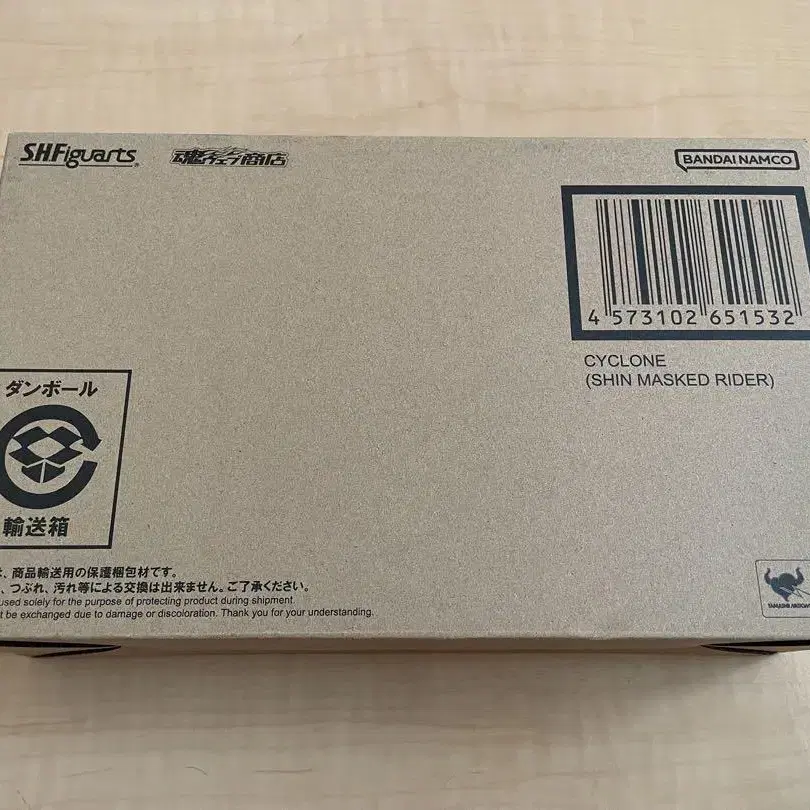 S.H.Figuarts
魂ウェブ商店
BANDAI NAMCO
4 573102 651532
CYCLONE
(SHIN MASKED RIDER)
ダンボール
輸送箱
、商品輸送用の保護梱包材です。
、つぶれ、汚れ等による交換は出来ません。ご了承ください。
used solely for the purpose of protecting product during shipment
t be exchanged due to damage or discoloration. Thank you for your understanding.